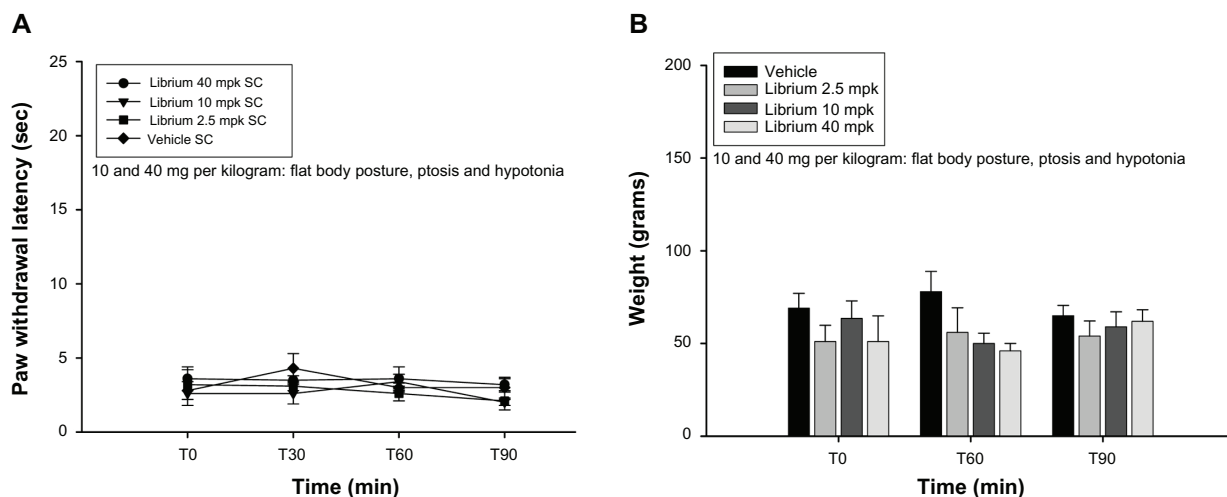 A
Paw withdrawal latency (sec)
25
20
15
10
5
0
Librium 40 mpk SC
Librium 10 mpk SC
Librium 2.5 mpk SC
Vehicle SC
10 and 40 mg per kilogram: flat body posture, ptosis and hypotonia
T0 T30 T60 T90
Time (min)
B
Weight (grams)
200
150
100
50
0
Vehicle
Librium 2.5 mpk
Librium 10 mpk
Librium 40 mpk
10 and 40 mg per kilogram: flat body posture, ptosis and hypotonia
T0 T60 T90
Time (min)